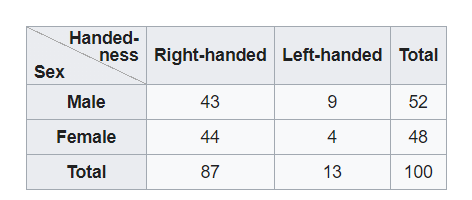 Handed-
ness
Sex
Right-handed Left-handed Total
Male 43 9 52
Female 44 4 48
Total 87 13 100